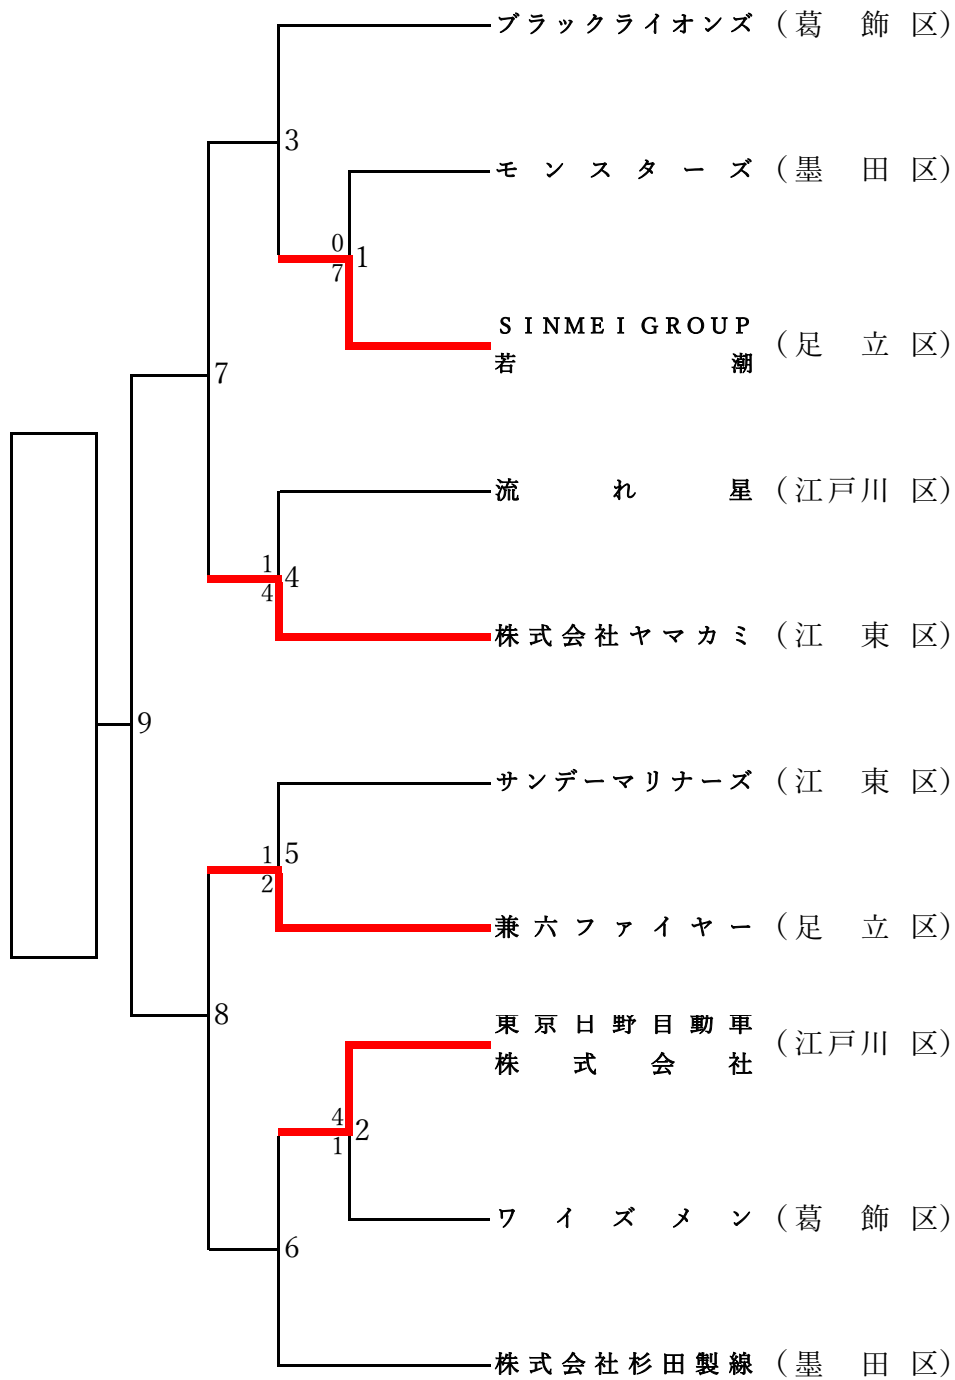 ブラックライオンズ（葛飾区）
3
モンスターズ（墨田区）
0
1
7
ＳＩＮＭＥＩＧＲＯＵＰ
若潮（足立区）
7
流れ星（江戸川区）
1
4
4
株式会社ヤマカミ（江東区）
9
サンデーマリナーズ（江東区）
1
5
2
兼六ファイヤー（足立区）
8
東京日野自動車
株式会社（江戸川区）
4
2
1
ワイズメン（葛飾区）
6
株式会社杉田製線（墨田区）